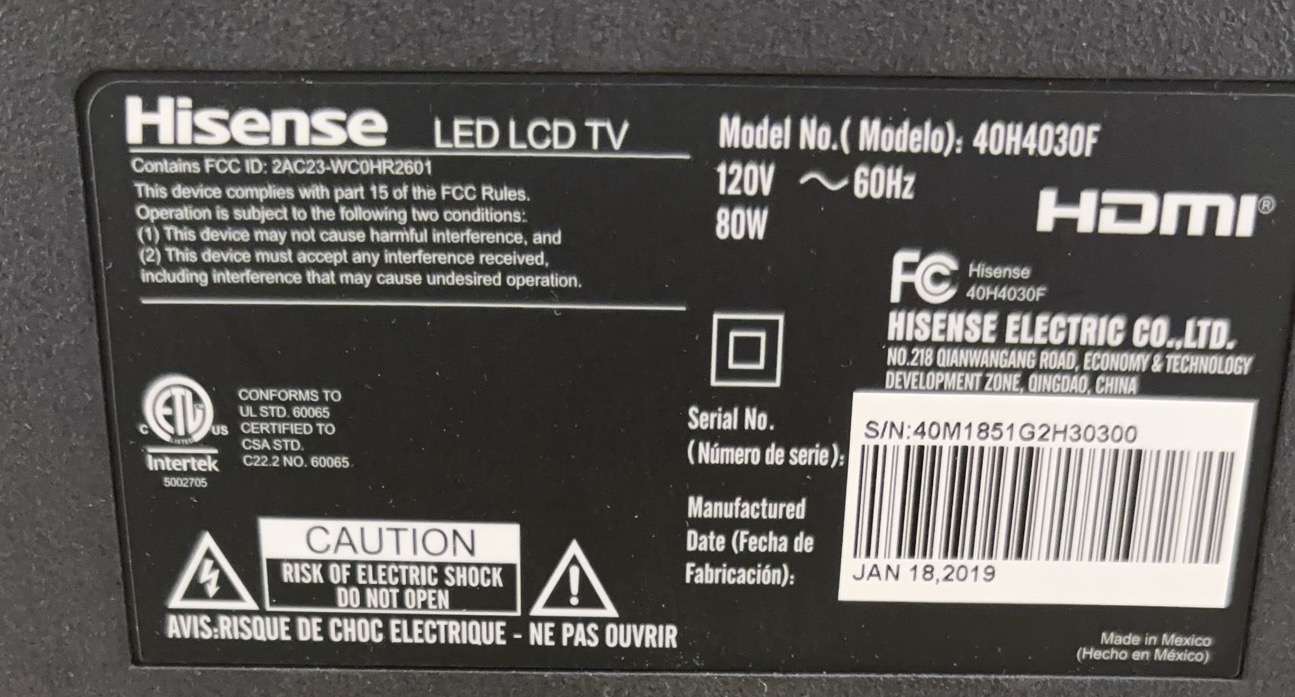 Hisense LED LCD TV
Contains FCC ID: 2AC23-WC0HR2601
This device complies with part 15 of the FCC Rules.
Operation is subject to the following two conditions:
(1) This device may not cause harmful interference, and
(2) This device must accept any interference received,
including interference that may cause undesired operation.
Model No.( Modelo): 40H4030F
120V ~ 60Hz
80W
HDMI®
FC Hisense
40H4030F
HISENSE ELECTRIC CO.,LTD.
NO.218 QIANWANGANG ROAD, ECONOMY & TECHNOLOGY
DEVELOPMENT ZONE, QINGDAO, CHINA
C ETL US
LISTED
Intertek
5002705
CONFORMS TO
UL STD. 60065
CERTIFIED TO
CSA STD.
C22.2 NO. 60065
Serial No.
(Número de serie):
S/N:40M1851G2H30300
Manufactured
Date (Fecha de
Fabricación):
JAN 18,2019
CAUTION
RISK OF ELECTRIC SHOCK
DO NOT OPEN
AVIS:RISQUE DE CHOC ELECTRIQUE - NE PAS OUVRIR
Made in Mexico
(Hecho en México)